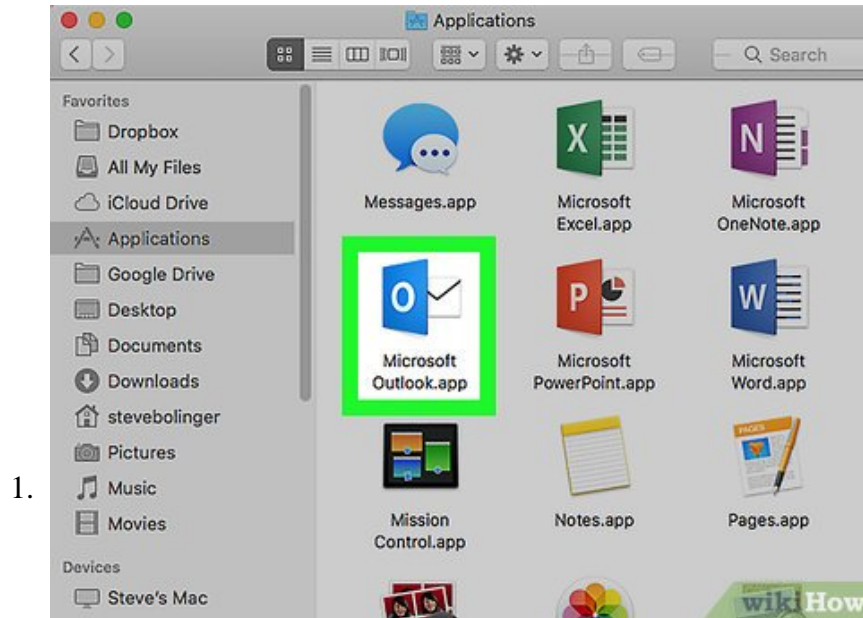 Applications
Search
Favorites
Dropbox
All My Files
iCloud Drive
Applications
Google Drive
Desktop
Documents
Downloads
stevebolinger
Pictures
Music
Movies
Devices
Steve's Mac
Messages.app
X
Microsoft
Excel.app
N
Microsoft
OneNote.app
O
Microsoft
Outlook.app
P
Microsoft
PowerPoint.app
W
Microsoft
Word.app
Mission
Control.app
Notes.app
PAGES
Pages.app
1.
wikiHow